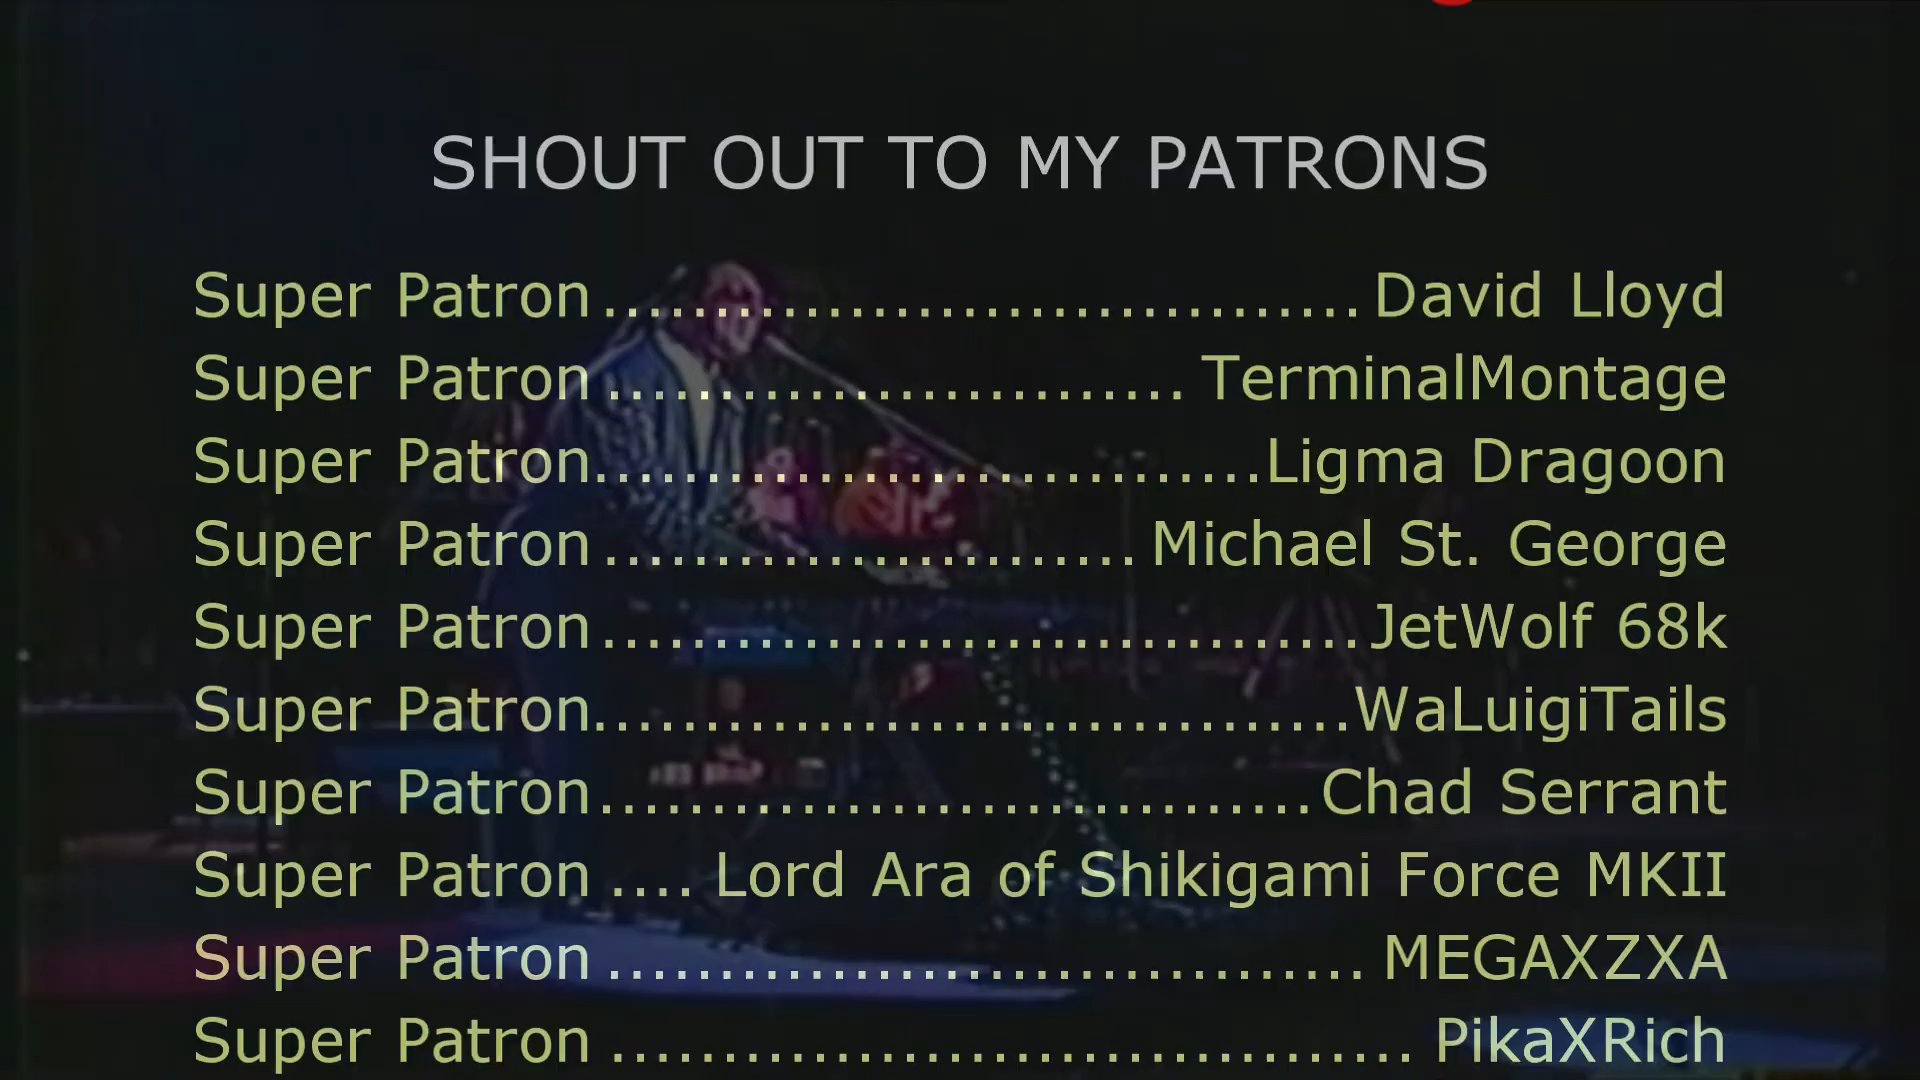 SHOUT OUT TO MY PATRONS
Super Patron.................................. David Lloyd
Super Patron .......................... TerminalMontage
Super Patron..............................Ligma Dragoon
Super Patron ........................ Michael St. George
Super Patron ..................................JetWolf 68k
Super Patron..................................WaLuigiTails
Super Patron ................................Chad Serrant
Super Patron .... Lord Ara of Shikigami Force MKII
Super Patron .................................. MEGAXZXA
Super Patron .................................... PikaXRich